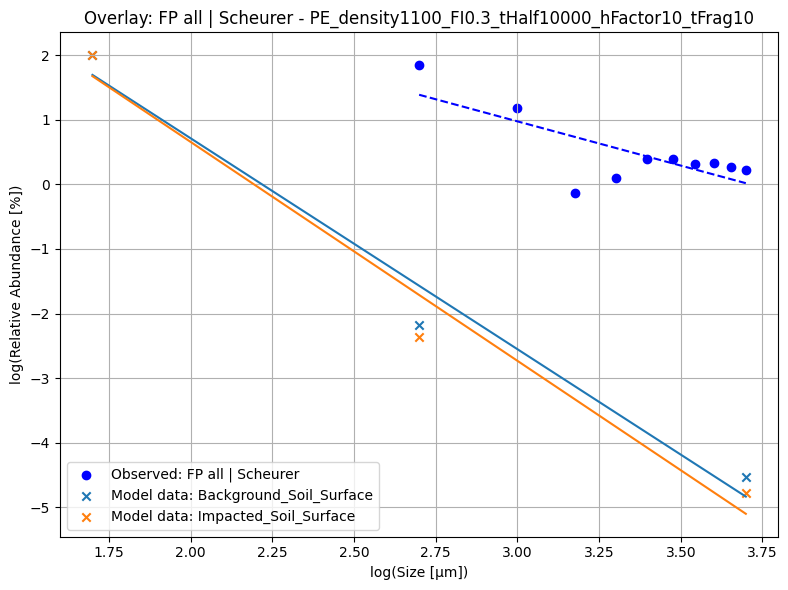 Overlay: FP all | Scheurer - PE_density1100_FI0.3_tHalf10000_hFactor10_tFrag10
log(Relative Abundance [%])
2
1
0
−1
−2
−3
−4
−5
Observed: FP all | Scheurer
Model data: Background_Soil_Surface
Model data: Impacted_Soil_Surface
1.75 2.00 2.25 2.50 2.75 3.00 3.25 3.50 3.75
log(Size [µm])